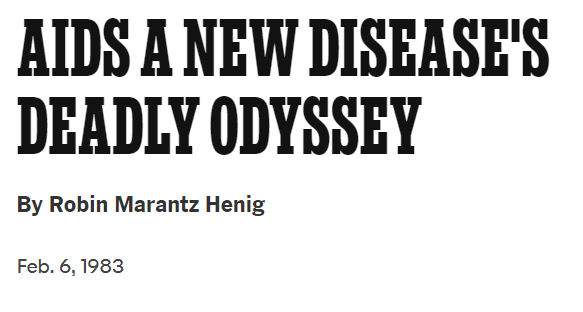 AIDS A NEW DISEASE'S
DEADLY ODYSSEY
By Robin Marantz Henig
Feb. 6, 1983